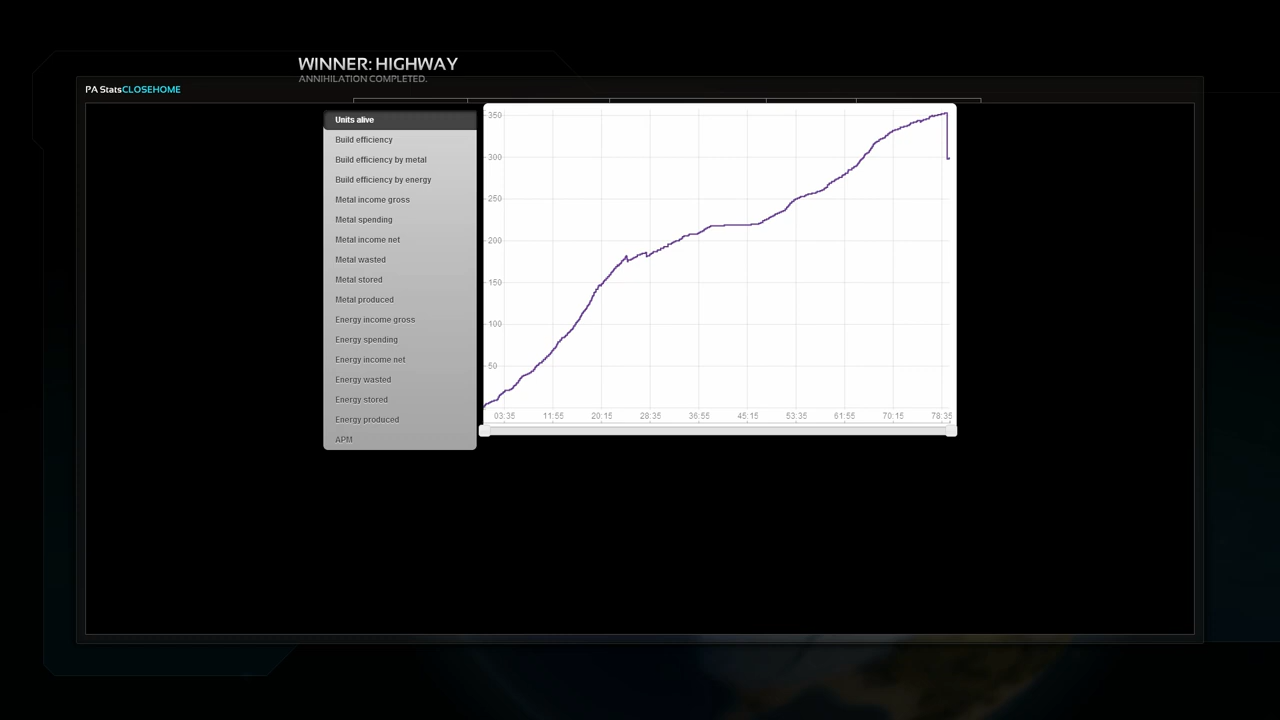 WINNER: HIGHWAY
ANNIHILATION COMPLETED.
PA StatsCLOSEHOME
Units alive
Build efficiency
Build efficiency by metal
Build efficiency by energy
Metal income gross
Metal spending
Metal income net
Metal wasted
Metal stored
Metal produced
Energy income gross
Energy spending
Energy income net
Energy wasted
Energy stored
Energy produced
APM
350
300
250
200
150
100
50
03:35 11:55 20:15 28:35 36:55 45:15 53:35 61:55 70:15 78:35